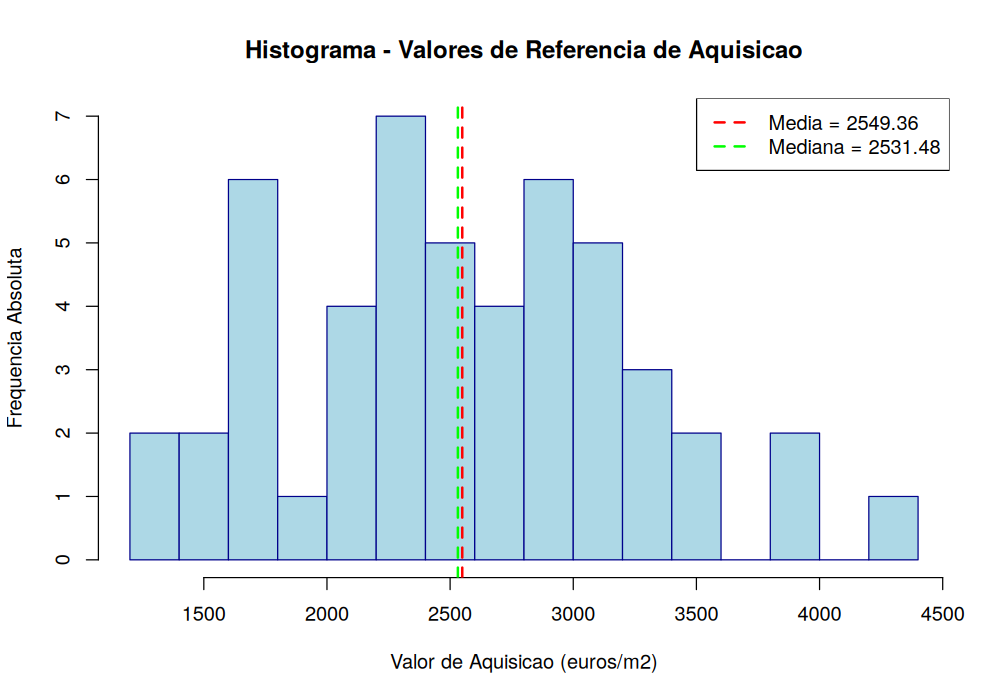 Histograma - Valores de Referencia de Aquisicao
Media = 2549.36
Mediana = 2531.48
Frequencia Absoluta
7
6
5
4
3
2
1
0
1500 2000 2500 3000 3500 4000 4500
Valor de Aquisicao (euros/m2)